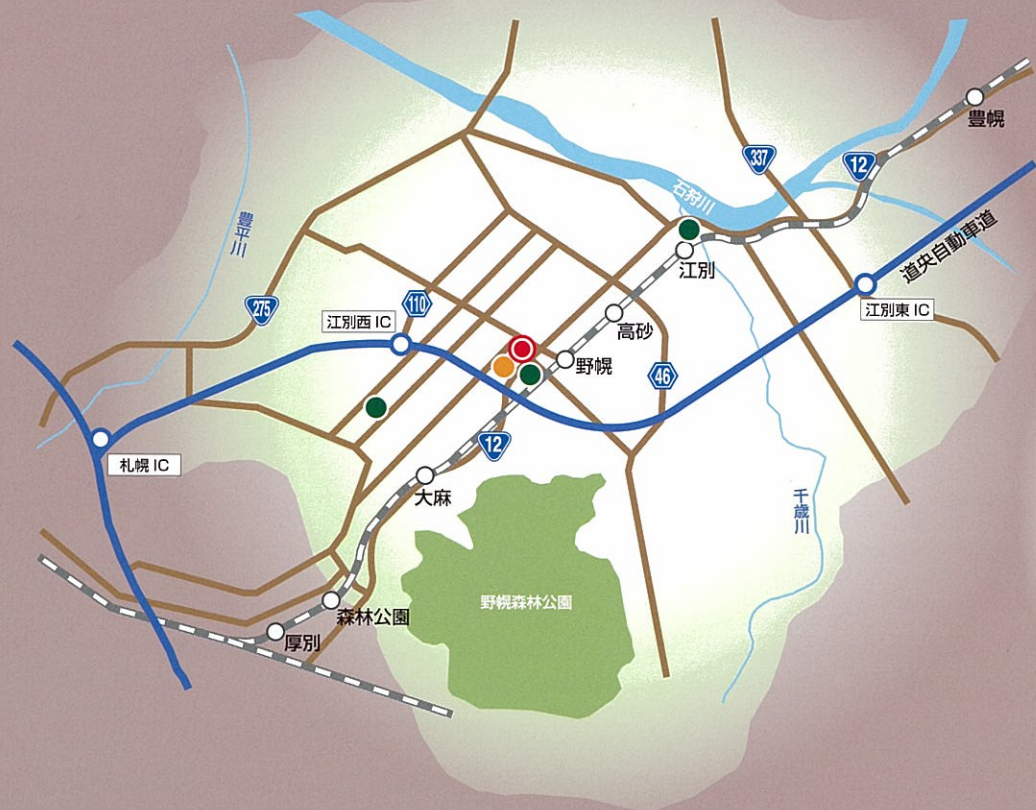 豊幌
337
12
石狩川
豊平川
江別
道央自動車道
275
110
江別西 IC
江別東 IC
高砂
野幌
46
12
札幌 IC
大麻
千歳川
野幌森林公園
森林公園
厚別